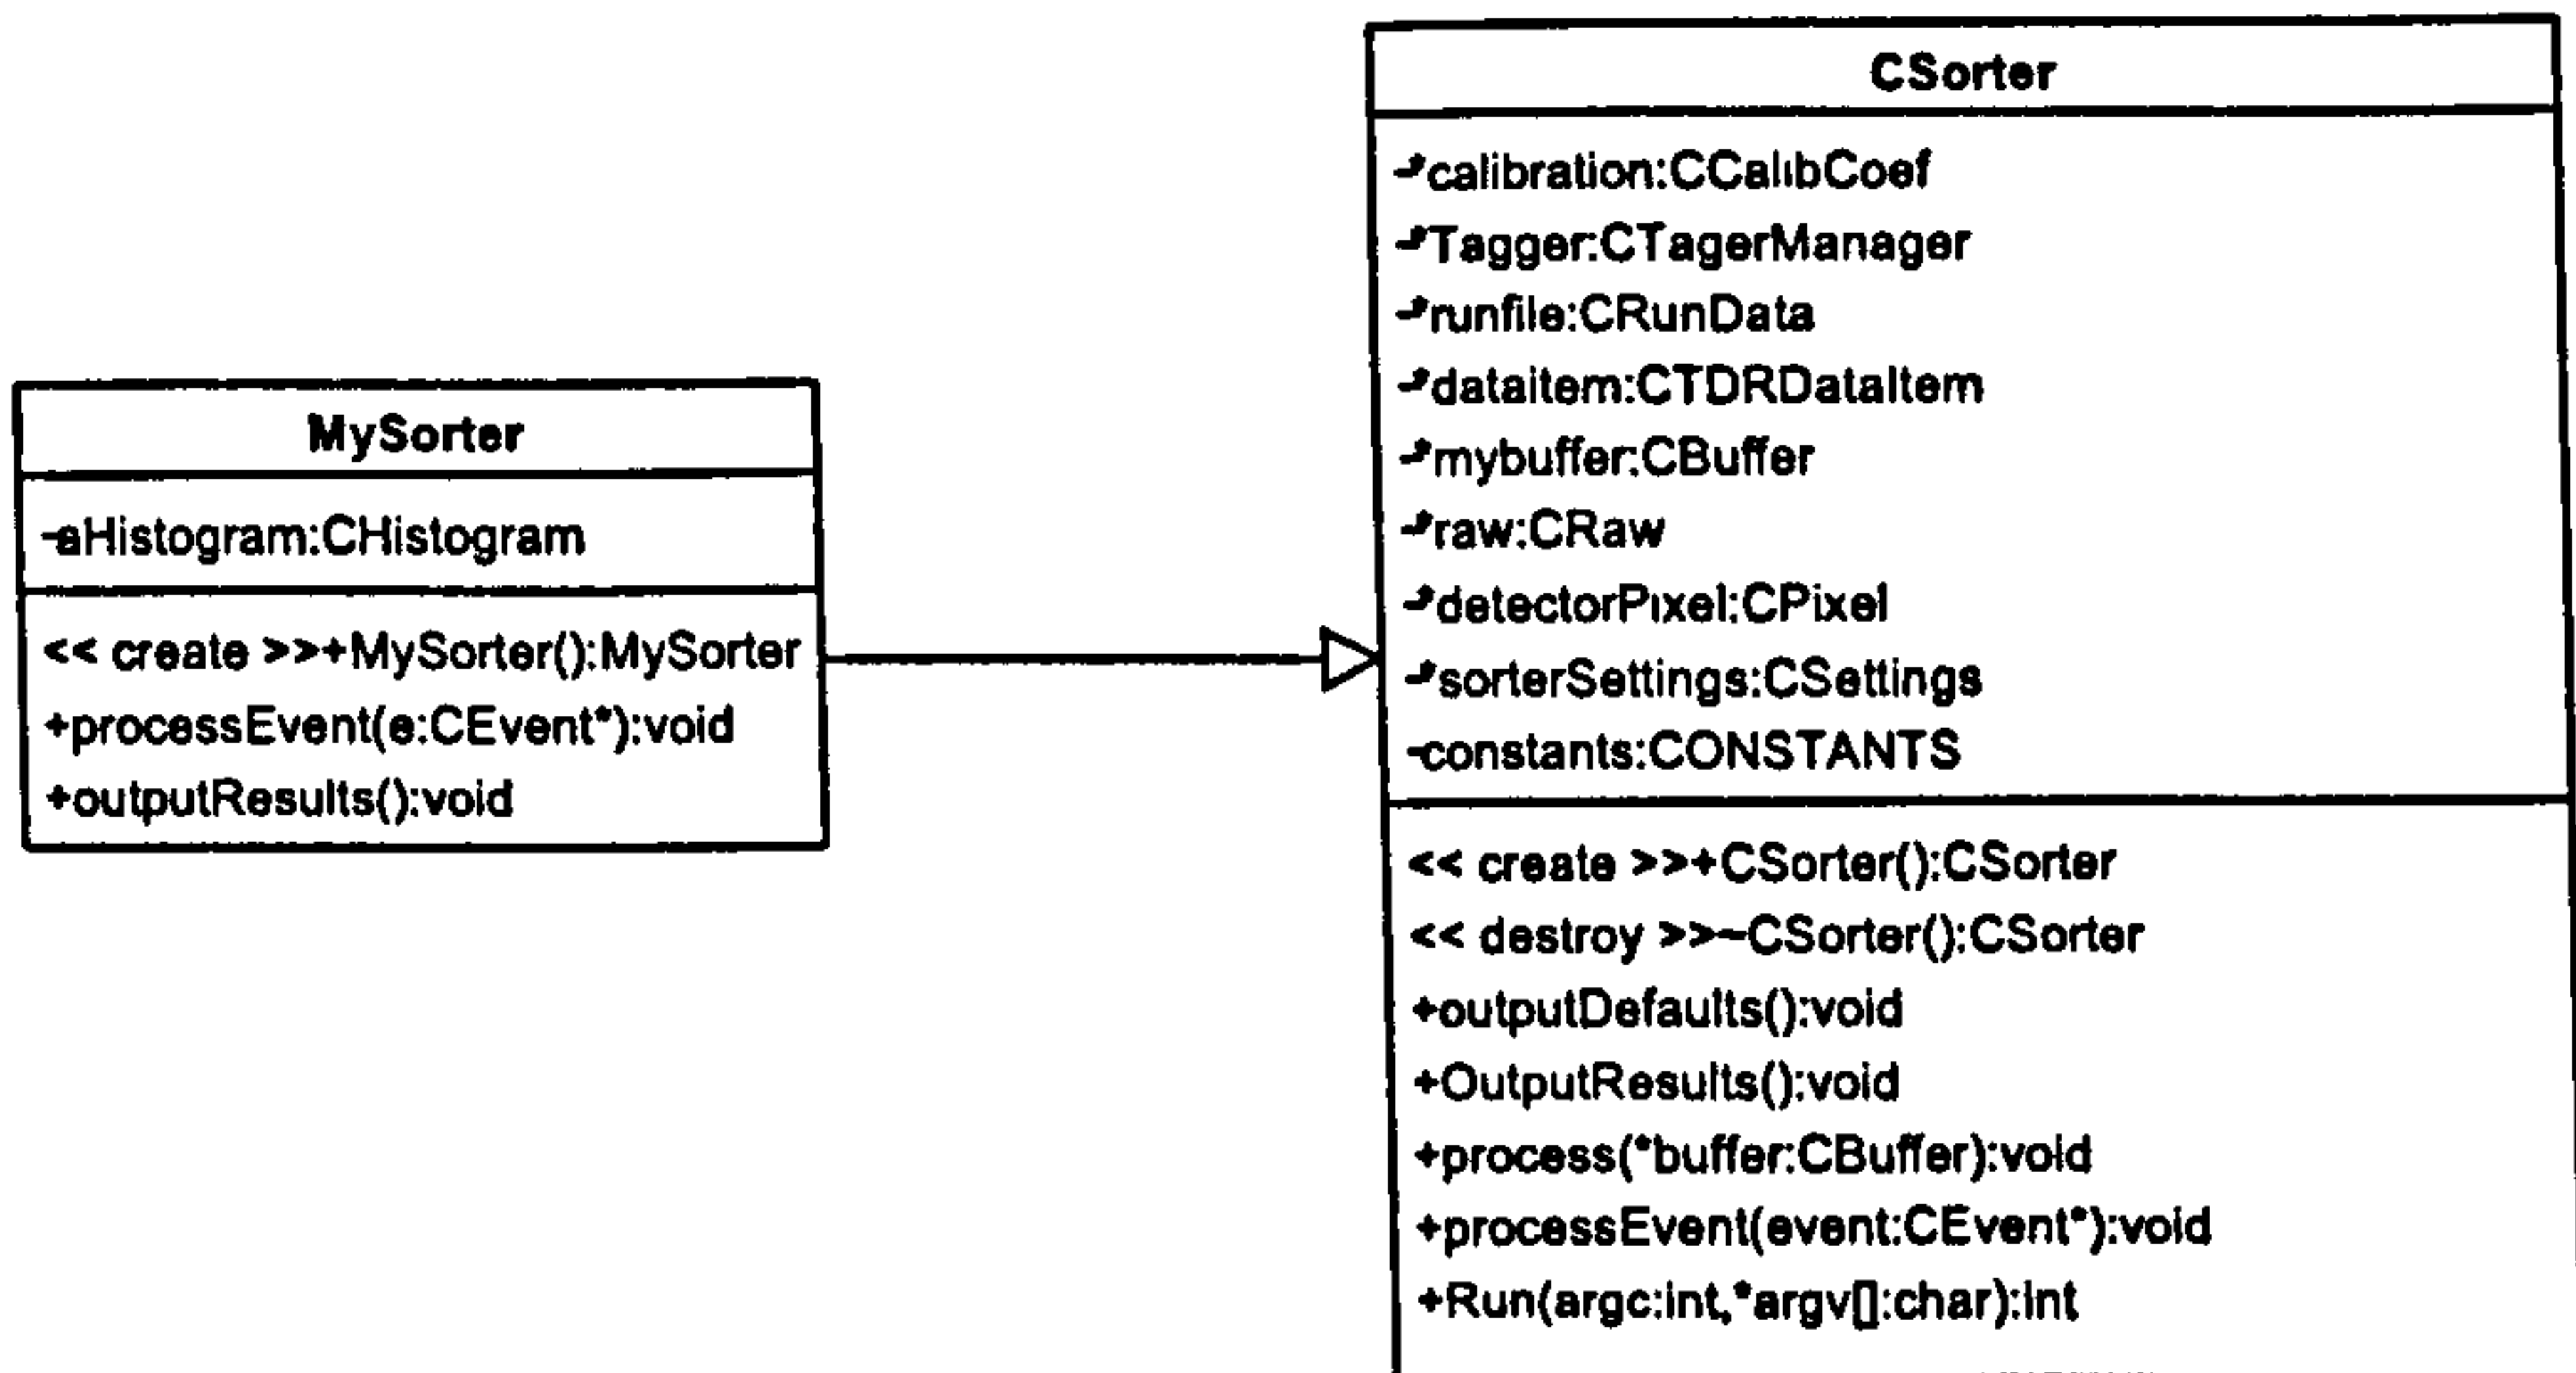 MySorter
-aHistogram:CHistogram
<< create >>+MySorter():MySorter
+processEvent(e:CEvent*):void
+outputResults():void
CSorter
-*calibration:CCalibCoef
-*Tagger:CTagerManager
-*runfile:CRunData
-*dataitem:CTDRDataItem
-*mybuffer:CBuffer
-*raw:CRaw
-*detectorPixel:CPixel
-*sorterSettings:CSettings
-constants:CONSTANTS
<< create >>+CSorter():CSorter
<< destroy >>-~CSorter():CSorter
+outputDefaults():void
+OutputResults():void
+process(*buffer:CBuffer):void
+processEvent(event:CEvent*):void
+Run(argc:int,*argv[]:char):int